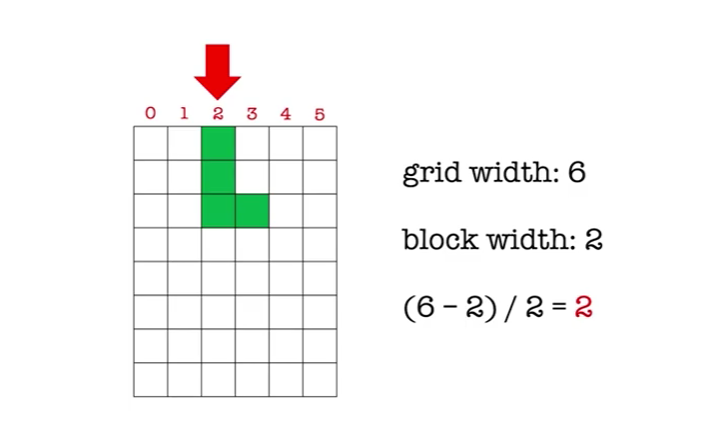 0 1 2 3 4 5
grid width: 6
block width: 2
(6 - 2) / 2 = 2